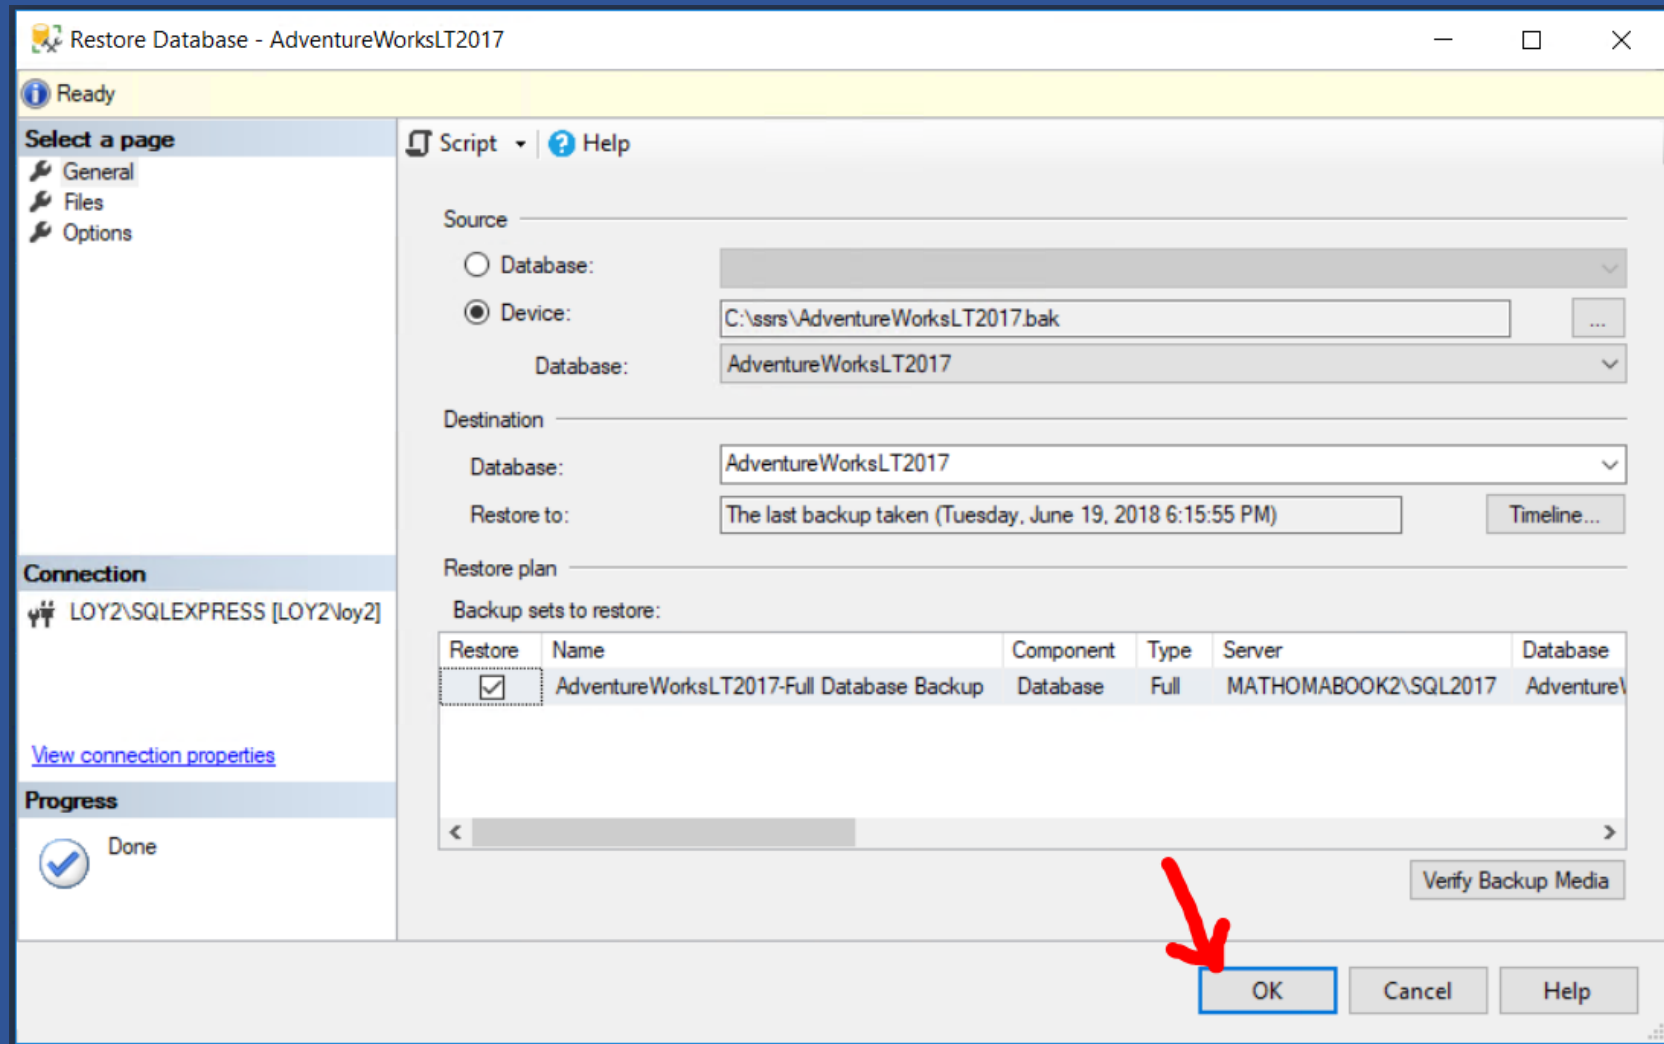 Restore Database - AdventureWorksLT2017
Ready
Select a page
General
Files
Options
Script
Help
Source
Database:
Device:
C:\ssrs\AdventureWorksLT2017.bak
...
Database:
AdventureWorksLT2017
Destination
Database:
AdventureWorksLT2017
Restore to:
The last backup taken (Tuesday, June 19, 2018 6:15:55 PM)
Timeline...
Restore plan
Backup sets to restore:
Restore Name Component Type Server Database
AdventureWorksLT2017-Full Database Backup Database Full MATHOMABOOK2\SQL2017 Adventure
Verify Backup Media
Connection
LOY2\SQLEXPRESS [LOY2\loy2]
View connection properties
Progress
Done
OK
Cancel
Help